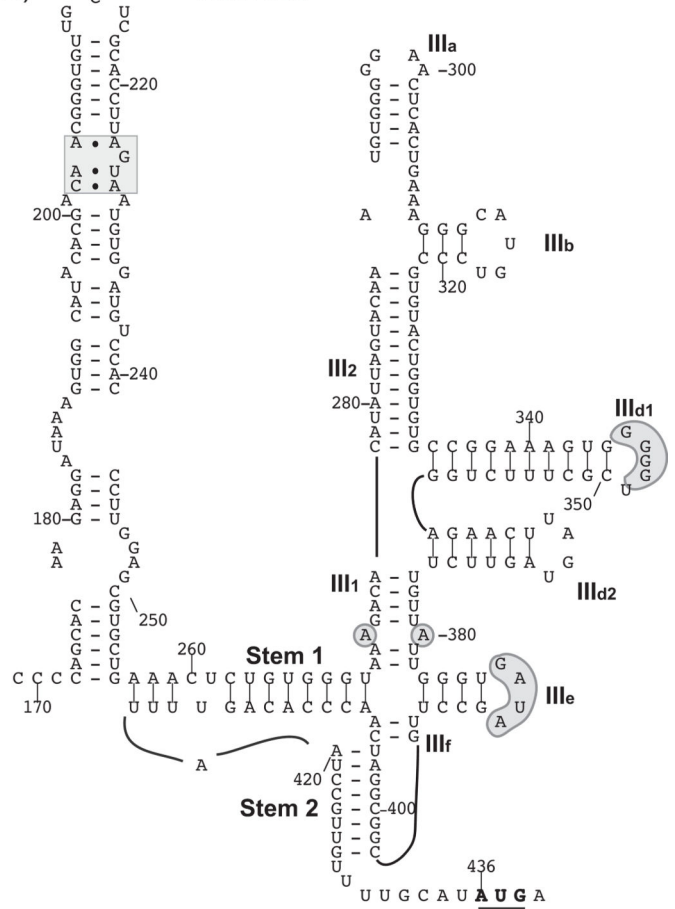 C
G U
U C
U – G IIIa
G – C G A
U – A G A –300
G – C –220 G – C
G – C G – U
G – U G – C
G – U U – A
C U G – C
A • A U U
G G
A • U A
C • A A
A A A
200– G – U A A C A
C – G G G G U IIIb
A – U C C C U G
C – G 320
A G A – G
U – A A – U
A – U C – G
C – G A – U
U U – A
G – C G – C
G – C III2 A – U
U – A –240 U – G
G – C U – G
A 280– A – U
A U – G IIId1
A A – U 340
U C – G C C G G A A A G U G G G G G U
A G G U C U U U C G C
G – C 350
G – C
A – U
180– G – U A G A A C U U A G U
G U C U U G A
A G
A A
G III1 A – U IIId2
C C – G
C – G 250 A – U
A – U G – U
C – G A A –380
G – C 260 Stem 1 A – U
A – U A – U
C C C C G A A A C U C U G U G G G U U G G G U G A U A IIIe
170 U U U U G A C A C C C A G C C U
A – U
C – G IIIf
A U
420 U – A
C – G
Stem 2 C – G
G – C –400
U – G
U – G
G – C
U
U 436
U U G C A U A U G A